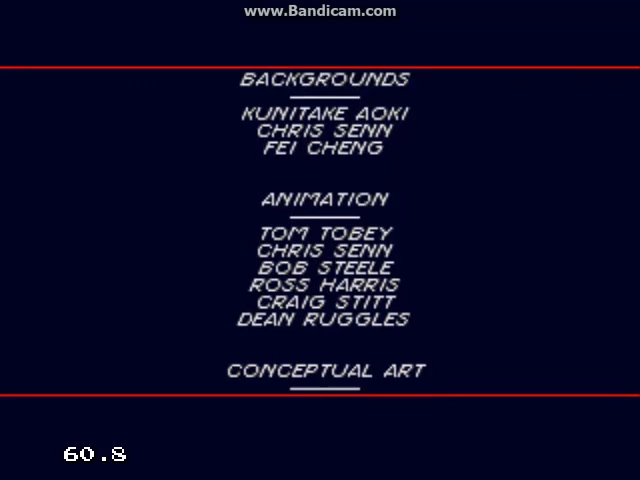 www.Bandicam.com
BACKGROUNDS
KUNITAKE AOKI
CHRIS SENN
FEI CHENG
ANIMATION
TOM TOBEY
CHRIS SENN
BOB STEELE
ROSS HARRIS
CRAIG STITT
DEAN RUGGLES
CONCEPTUAL ART
60.8